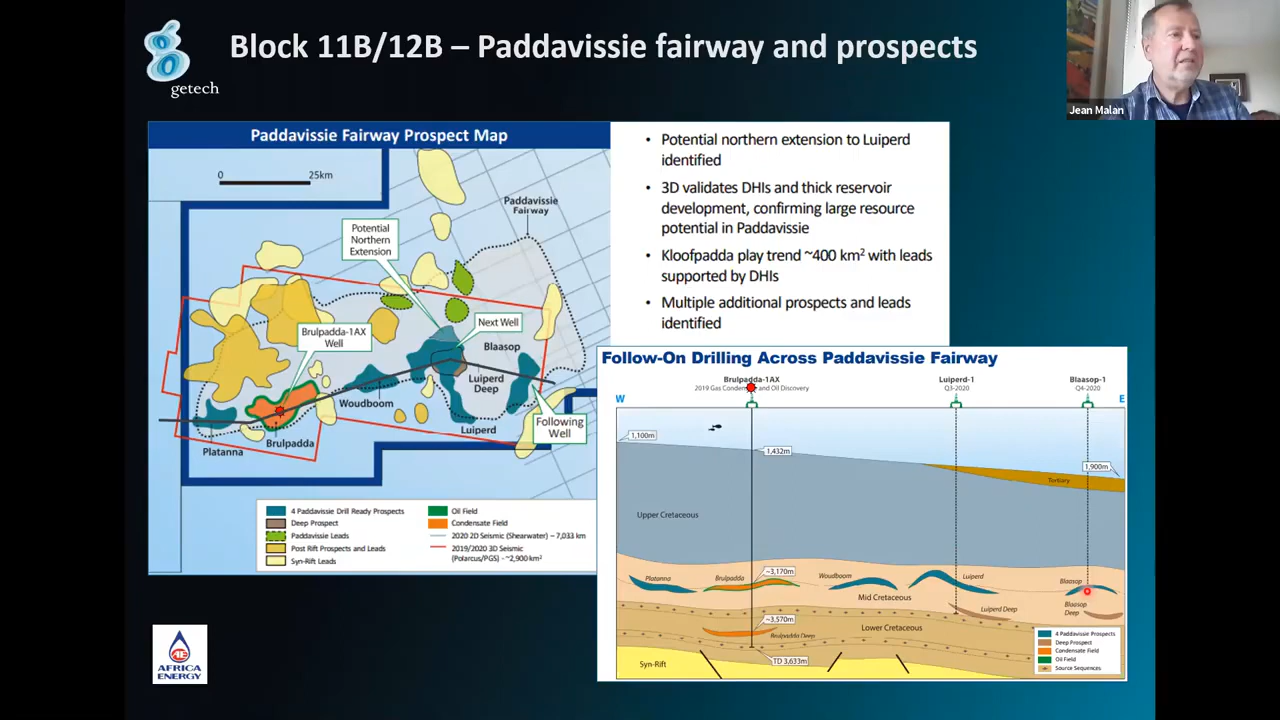 getech
Block 11B/12B – Paddavissie fairway and prospects
Jean Malan
Paddavissie Fairway Prospect Map
0
25km
Paddavissie
Fairway
Potential
Northern
Extension
Brulpadda-1AX
Well
Next Well
Blaasop
Luiperd
Deep
Woudboom
Following
Well
Luiperd
Brulpadda
Platanna
4 Paddavissie Drill Ready Prospects
Deep Prospect
Paddavissie Leads
Post Rift Prospects and Leads
Syn-Rift Leads
Oil Field
Condensate Field
2020 2D Seismic (Shearwater) – 7,033 km
2019/2020 3D Seismic
(Polarcus/PGS) - ~2,900 km²
• Potential northern extension to Luiperd
identified
• 3D validates DHIs and thick reservoir
development, confirming large resource
potential in Paddavissie
• Kloofpadda play trend ~400 km² with leads
supported by DHIs
• Multiple additional prospects and leads
identified
Follow-On Drilling Across Paddavissie Fairway
Brulpadda-1AX
2019 Gas Condensate and Oil Discovery
Luiperd-1
Q3-2020
Blaasop-1
Q4-2020
W
E
1,100m
1,432m
1,900m
Tertiary
Upper Cretaceous
Platanna
Brulpadda
~3,170m
Woudboom
Luiperd
Blaasop
Mid Cretaceous
Luiperd Deep
Blaasop
Deep
~3,570m
Brulpadda Deep
Lower Cretaceous
TD 3,633m
Syn-Rift
4 Paddavissie Prospects
Deep Prospect
Condensate Field
Oil Field
Source Sequences
AEC
AFRICA
ENERGY